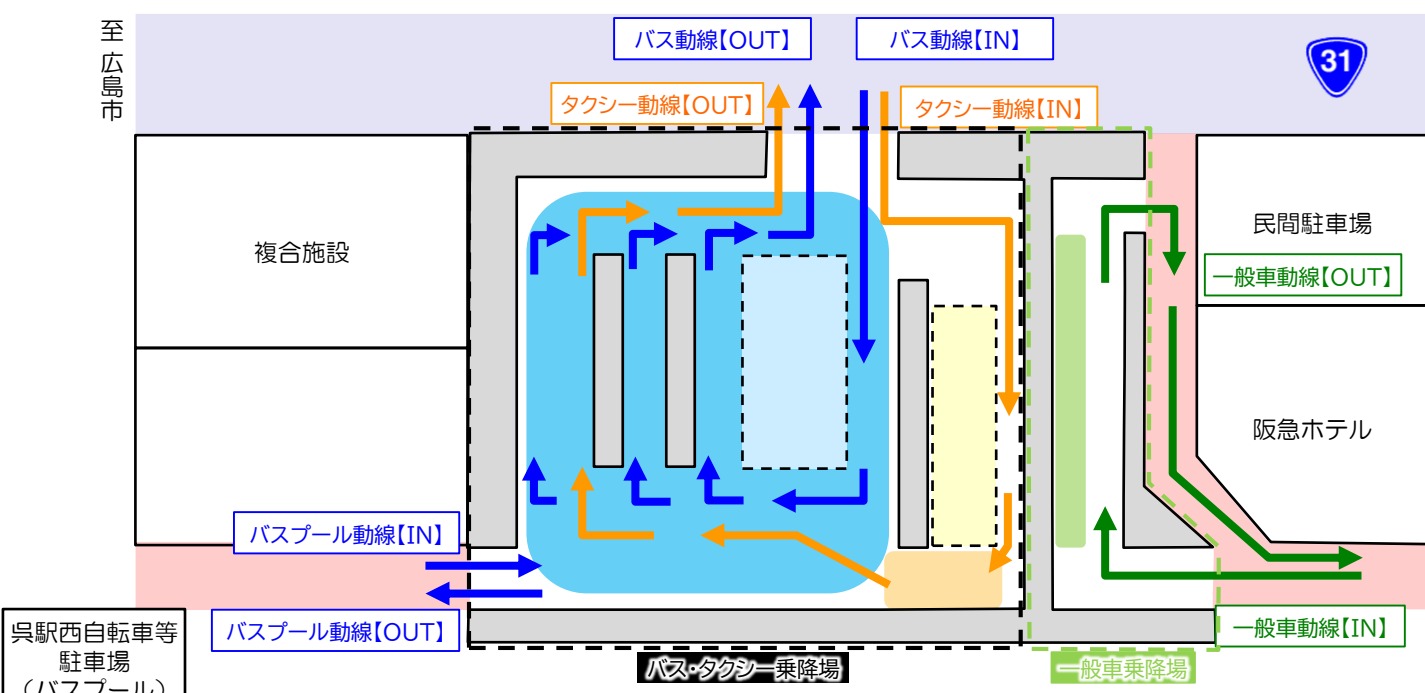 至 広島市
バス動線【OUT】
バス動線【IN】
31
タクシー動線【OUT】
タクシー動線【IN】
複合施設
民間駐車場
一般車動線【OUT】
阪急ホテル
バスプール動線【IN】
バスプール動線【OUT】
一般車動線【IN】
呉駅西自転車等
駐車場
(バスプール)
バス・タクシー乗降場
一般車乗降場